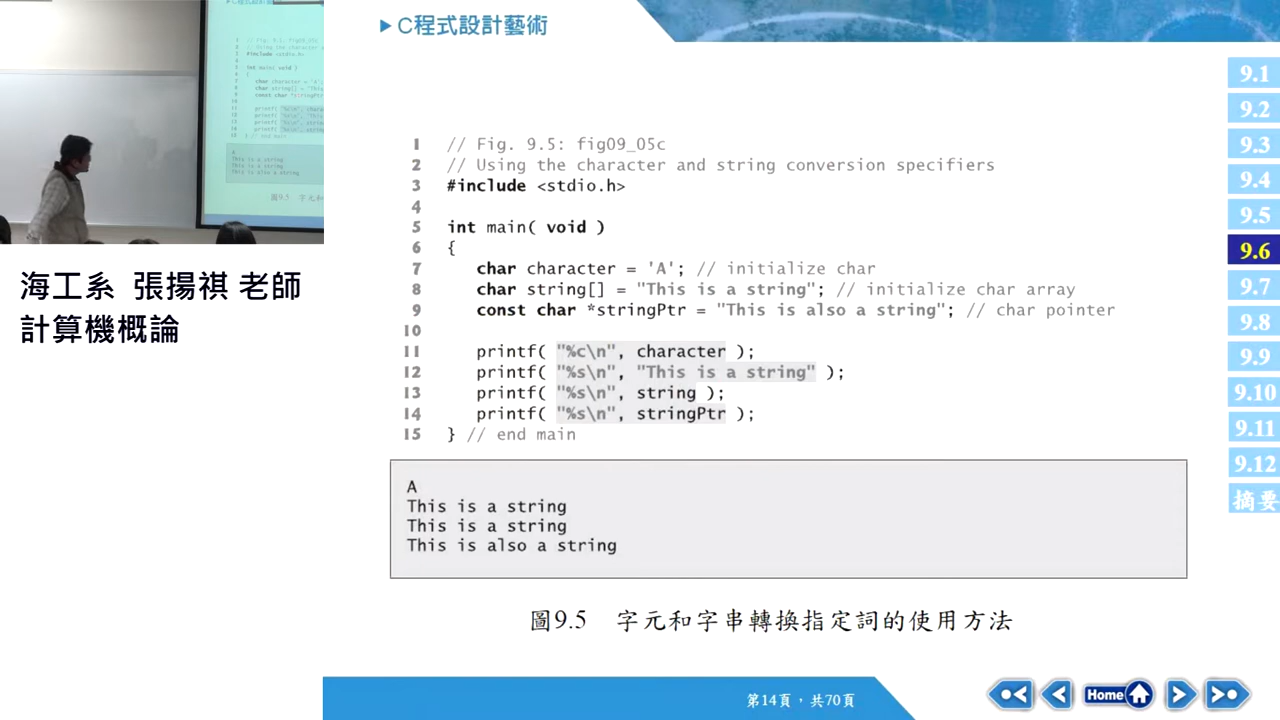 C程式設計藝術
海工系 張揚祺 老師
計算機概論
1 // Fig. 9.5: fig09_05c
2 // Using the character and string conversion specifiers
3 #include <stdio.h>
4
5 int main( void )
6 {
7 char character = 'A'; // initialize char
8 char string[] = "This is a string"; // initialize char array
9 const char *stringPtr = "This is also a string"; // char pointer
10
11 printf( "%c\n", character );
12 printf( "%s\n", "This is a string" );
13 printf( "%s\n", string );
14 printf( "%s\n", stringPtr );
15 } // end main
A
This is a string
This is a string
This is also a string
圖9.5 字元和字串轉換指定詞的使用方法
9.1
9.2
9.3
9.4
9.5
9.6
9.7
9.8
9.9
9.10
9.11
9.12
摘要
第14頁，共70頁
Home